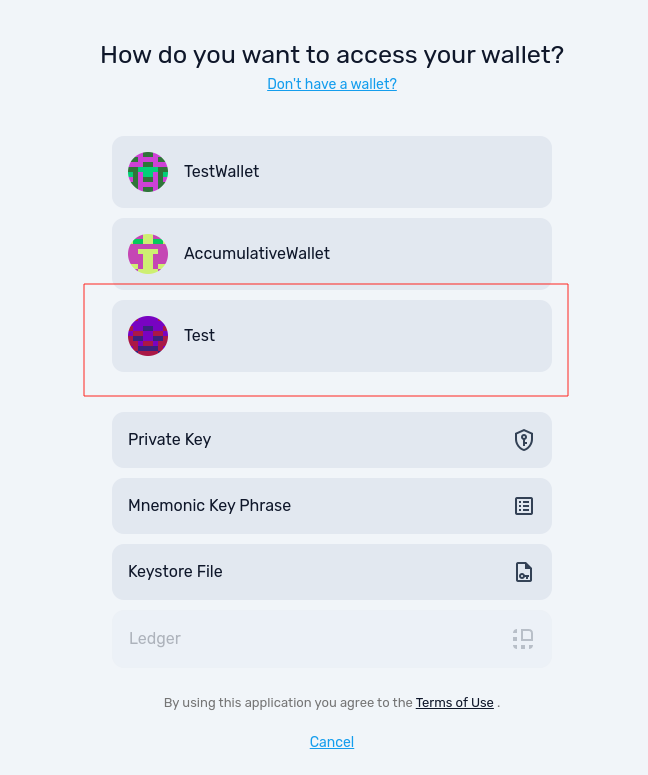 How do you want to access your wallet?
Don't have a wallet?
TestWallet
AccumulativeWallet
Test
Private Key
Mnemonic Key Phrase
Keystore File
Ledger
By using this application you agree to the Terms of Use .
Cancel